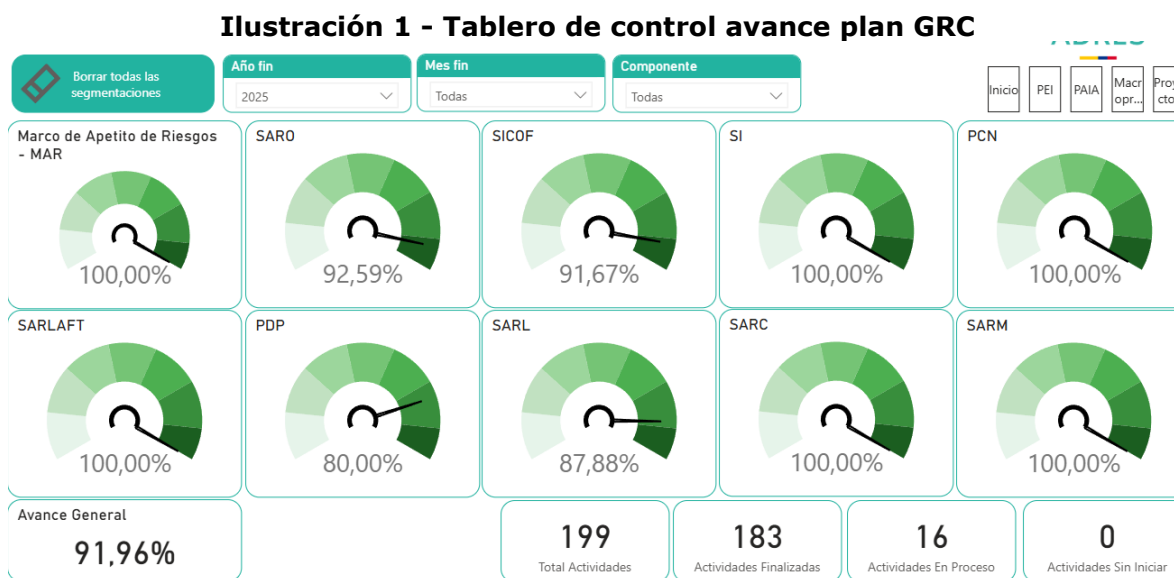 Ilustración 1 - Tablero de control avance plan GRC
Borrar todas las
segmentaciones
Año fin
2025
Mes fin
Todas
Componente
Todas
ADRES
Inicio
PEI
PAIA
Macr
opr...
Proy
cto
Marco de Apetito de Riesgos
- MAR
100,00%
SARO
92,59%
SICOF
91,67%
SI
100,00%
PCN
100,00%
SARLAFT
100,00%
PDP
80,00%
SARL
87,88%
SARC
100,00%
SARM
100,00%
Avance General
91,96%
199
Total Actividades
183
Actividades Finalizadas
16
Actividades En Proceso
0
Actividades Sin Iniciar